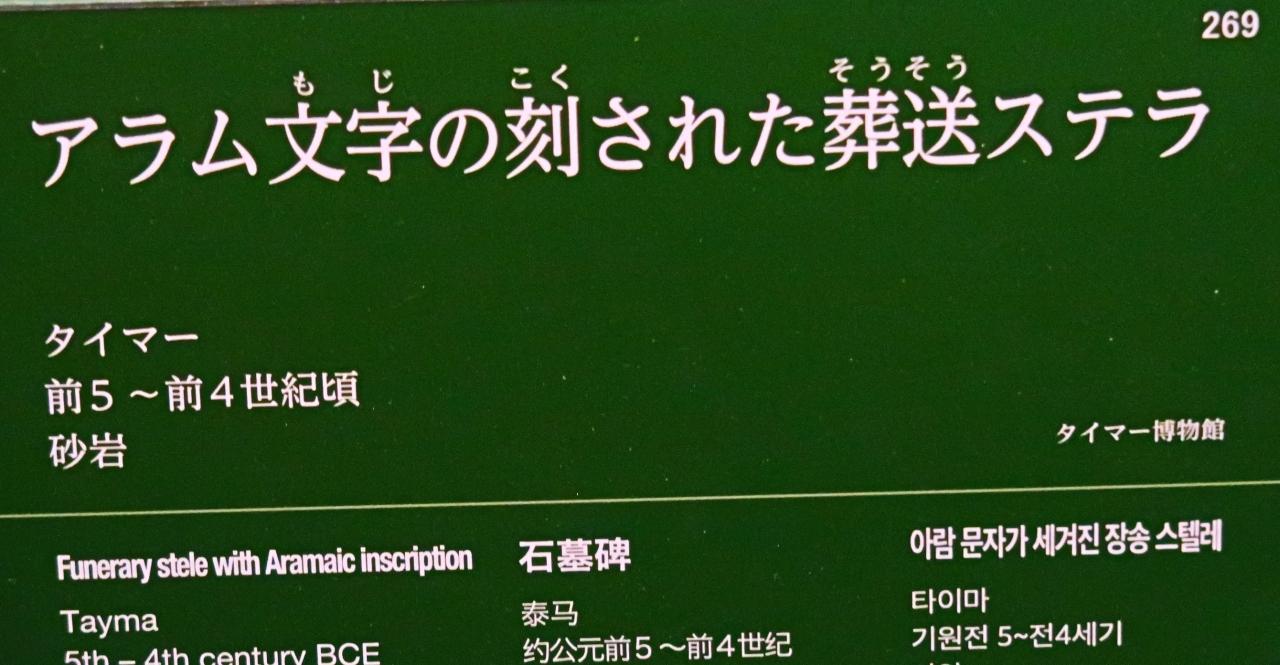 269
もじ こく そうそう
アラム文字の刻された葬送ステラ
タイマー
前5～前4世紀頃
砂岩
タイマー博物館
Funerary stele with Aramaic inscription
Tayma
5th – 4th century BCE
石墓碑
泰马
约公元前5～前4世纪
아람 문자가 세겨진 장송 스텔레
타이마
기원전 5~전4세기